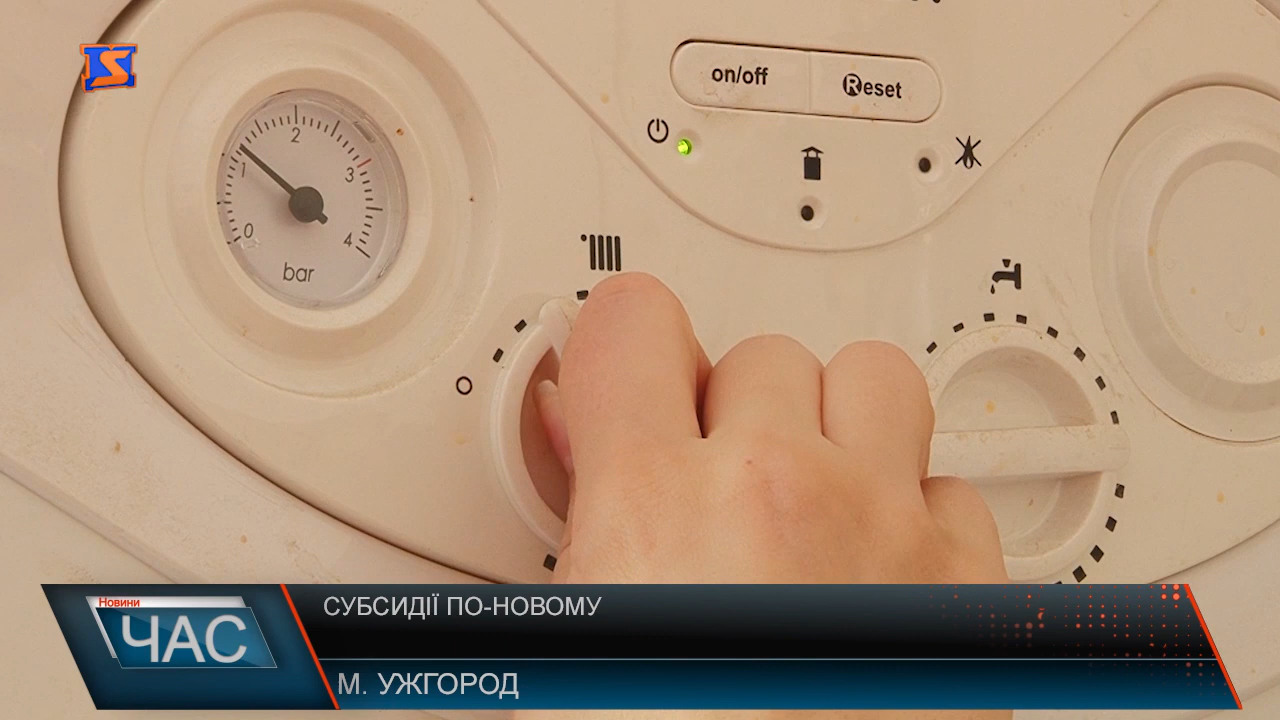 on/off
Reset
2
1
3
0
4
bar
Новини
ЧАС
СУБСИДІЇ ПО-НОВОМУ
М. УЖГОРОД